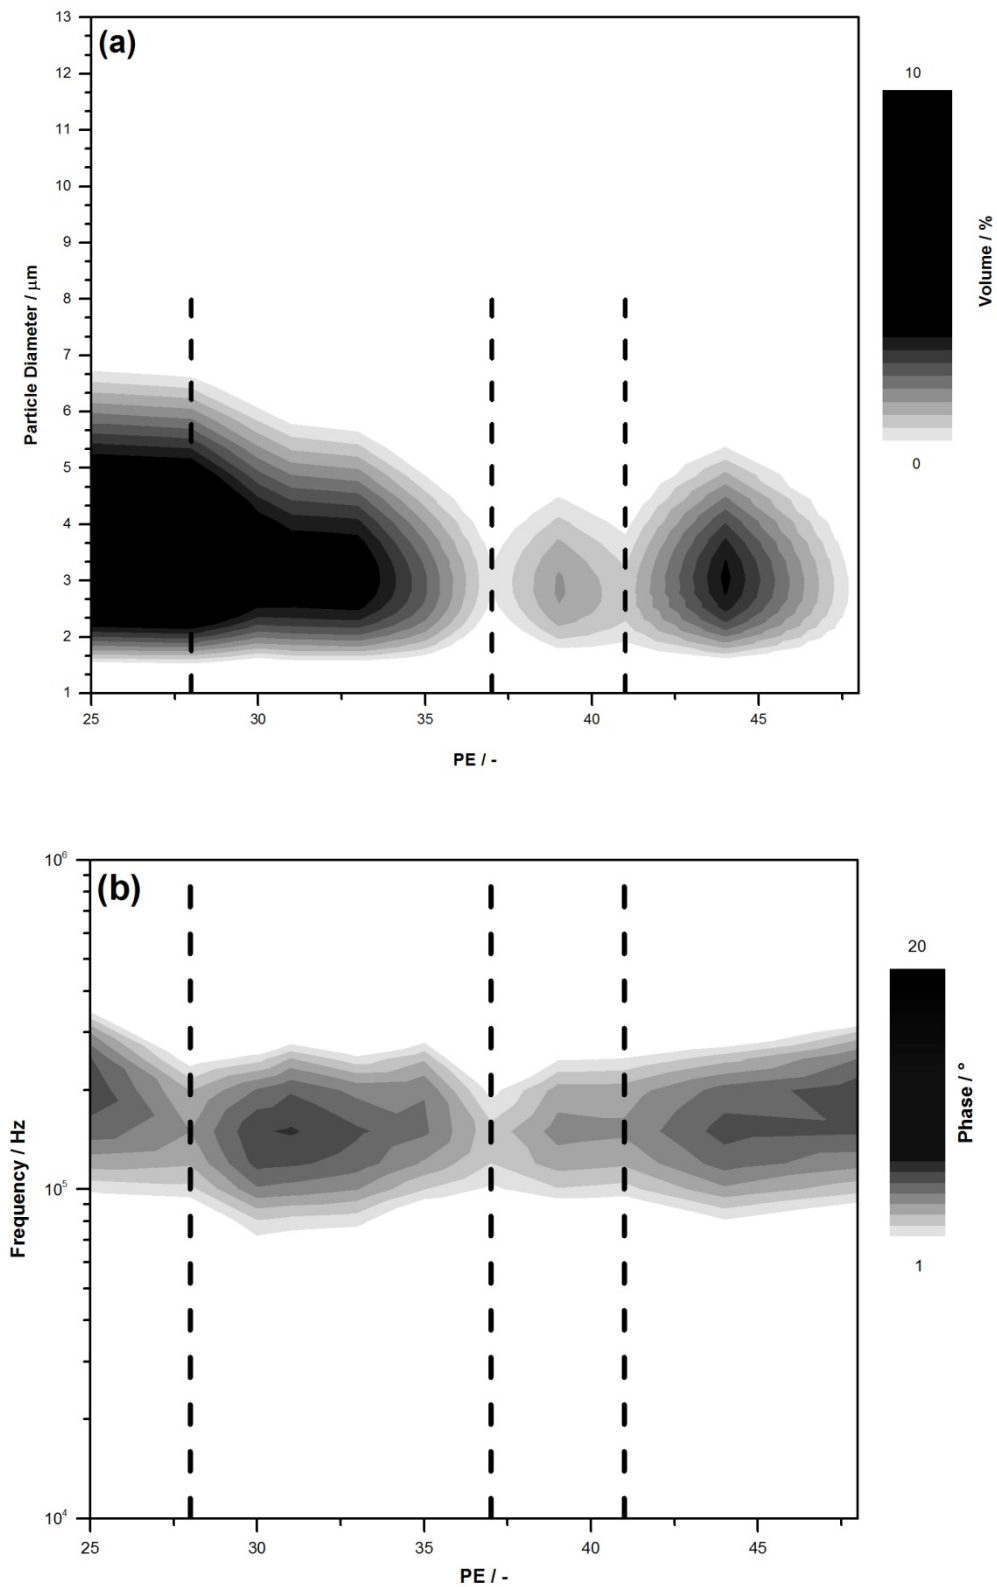 (a)
13
12
11
10
9
8
7
6
5
4
3
2
1
Particle Diameter / μm
25 30 35 40 45
PE / -
10
0
Volume / %
(b)
10⁶
10⁵
10⁴
Frequency / Hz
25 30 35 40 45
PE / -
20
1
Phase / °